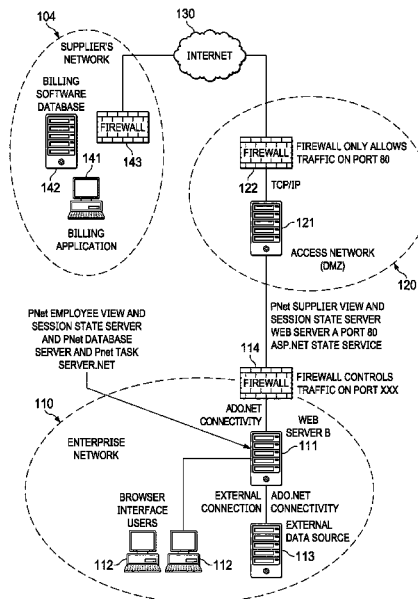 130
104
SUPPLIER'S
NETWORK
INTERNET
BILLING
SOFTWARE
DATABASE
FIREWALL
143
141
142
BILLING
APPLICATION
FIREWALL
FIREWALL ONLY ALLOWS
TRAFFIC ON PORT 80
122
TCP/IP
121
ACCESS NETWORK
(DMZ)
120
PNet EMPLOYEE VIEW AND
SESSION STATE SERVER
AND PNet DATABASE
SERVER AND Pnet TASK
SERVER.NET
PNet SUPPLIER VIEW AND
SESSION STATE SERVER
WEB SERVER A PORT 80
ASP.NET STATE SERVICE
114
FIREWALL
FIREWALL CONTROLS
TRAFFIC ON PORT XXX
110
ADO.NET
CONNECTIVITY
WEB
SERVER B
111
ENTERPRISE
NETWORK
BROWSER
INTERFACE
USERS
EXTERNAL
CONNECTION
ADO.NET
CONNECTIVITY
EXTERNAL
DATA SOURCE
112
112
113